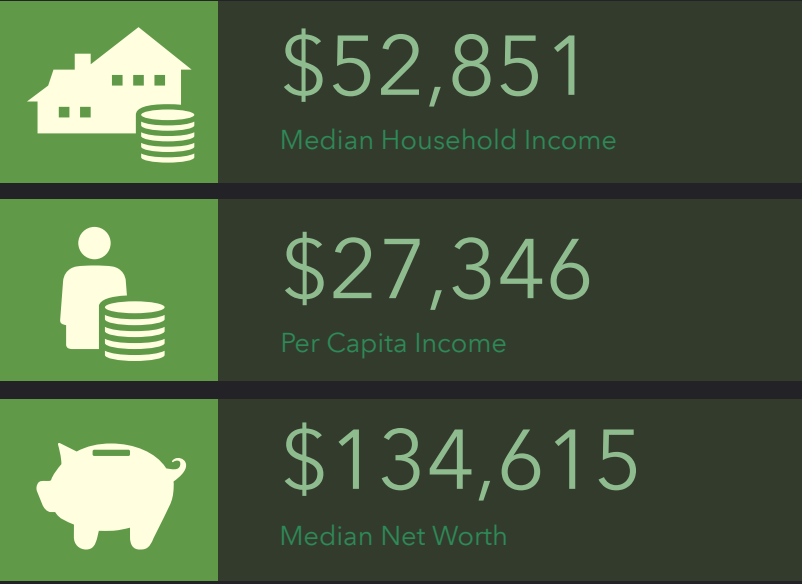 $52,851
Median Household Income
$27,346
Per Capita Income
$134,615
Median Net Worth